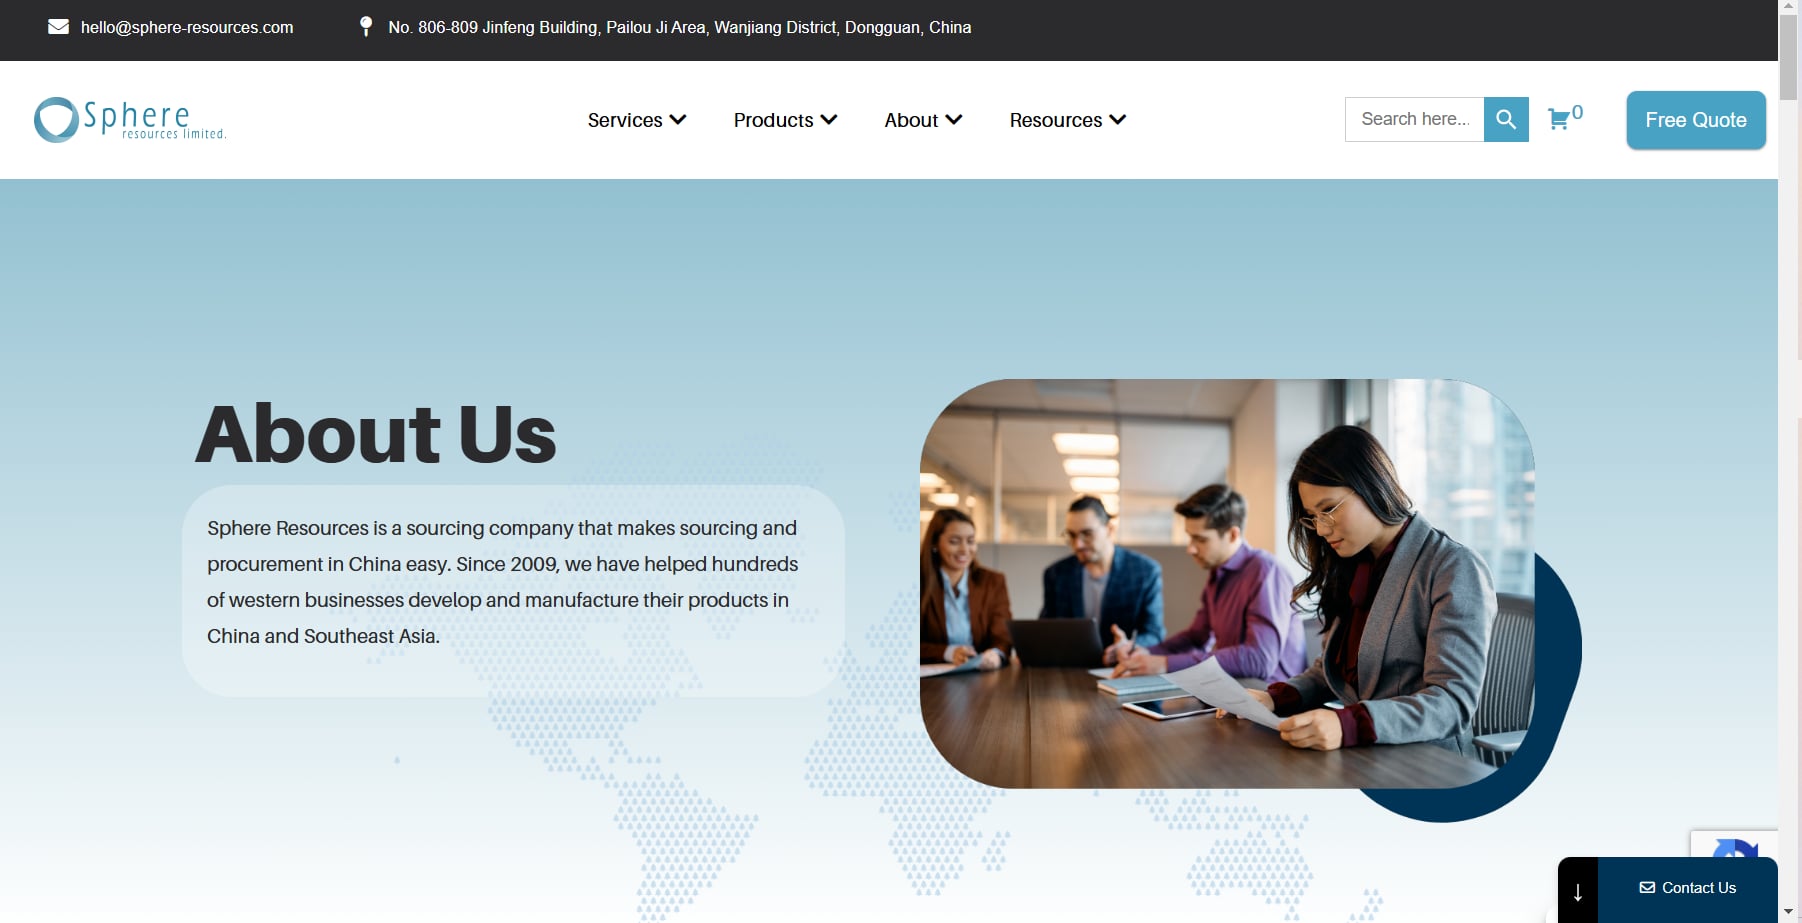 hello@sphere-resources.com
No. 806-809 Jinfeng Building, Pailou Ji Area, Wanjiang District, Dongguan, China
Sphere
resources limited.
Services
Products
About
Resources
Search here...
0
Free Quote
About Us
Sphere Resources is a sourcing company that makes sourcing and
procurement in China easy. Since 2009, we have helped hundreds
of western businesses develop and manufacture their products in
China and Southeast Asia.
↓
Contact Us